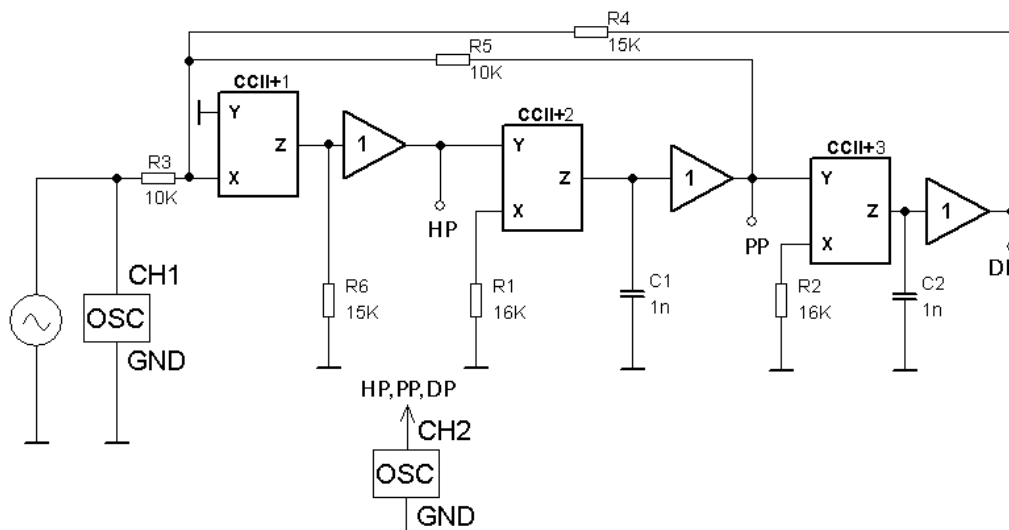 R4
15K
R5
10K
CCII+1
Y
Z
X
1
R3
10K
HP
CCII+2
Y
Z
X
1
PP
CCII+3
Y
Z
X
1
DP
CH1
OSC
GND
R6
15K
R1
16K
C1
1n
R2
16K
C2
1n
HP,PP,DP
CH2
OSC
GND